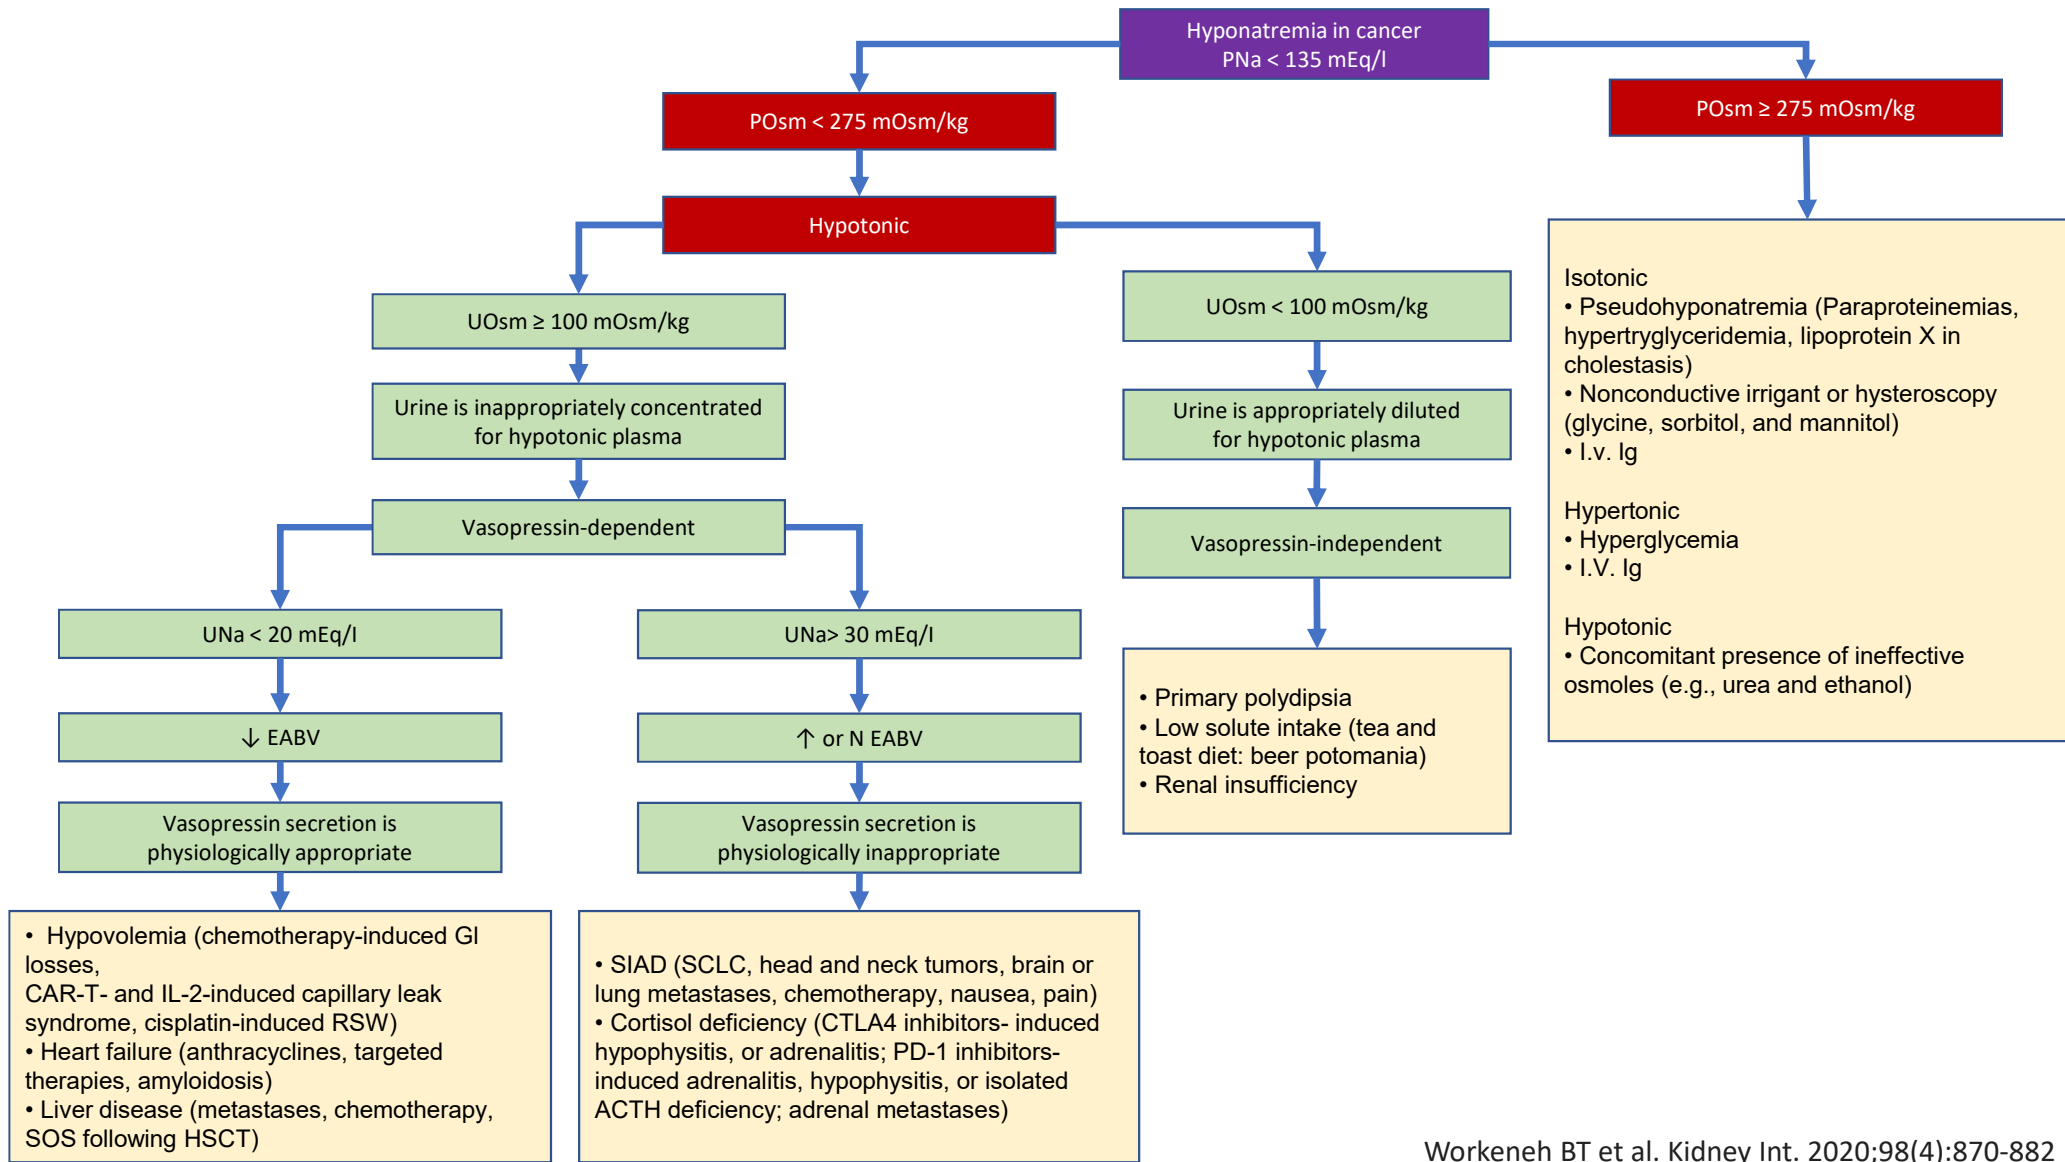 Hyponatremia in cancer
PNa < 135 mEq/l
POsm < 275 mOsm/kg
POsm ≥ 275 mOsm/kg
Hypotonic
UOsm ≥ 100 mOsm/kg
UOsm < 100 mOsm/kg
Urine is inappropriately concentrated
for hypotonic plasma
Urine is appropriately diluted
for hypotonic plasma
Vasopressin-dependent
Vasopressin-independent
UNa < 20 mEq/l
UNa> 30 mEq/l
↓ EABV
↑ or N EABV
Vasopressin secretion is
physiologically appropriate
Vasopressin secretion is
physiologically inappropriate
• Hypovolemia (chemotherapy-induced GI
losses,
CAR-T- and IL-2-induced capillary leak
syndrome, cisplatin-induced RSW)
• Heart failure (anthracyclines, targeted
therapies, amyloidosis)
• Liver disease (metastases, chemotherapy,
SOS following HSCT)
• SIAD (SCLC, head and neck tumors, brain or
lung metastases, chemotherapy, nausea, pain)
• Cortisol deficiency (CTLA4 inhibitors- induced
hypophysitis, or adrenalitis; PD-1 inhibitors-
induced adrenalitis, hypophysitis, or isolated
ACTH deficiency; adrenal metastases)
• Primary polydipsia
• Low solute intake (tea and
toast diet: beer potomania)
• Renal insufficiency
Isotonic
• Pseudohyponatremia (Paraproteinemias,
hypertryglyceridemia, lipoprotein X in
cholestasis)
• Nonconductive irrigant or hysteroscopy
(glycine, sorbitol, and mannitol)
• I.v. Ig
Hypertonic
• Hyperglycemia
• I.V. Ig
Hypotonic
• Concomitant presence of ineffective
osmoles (e.g., urea and ethanol)
Workeneh BT et al. Kidney Int. 2020;98(4):870-882